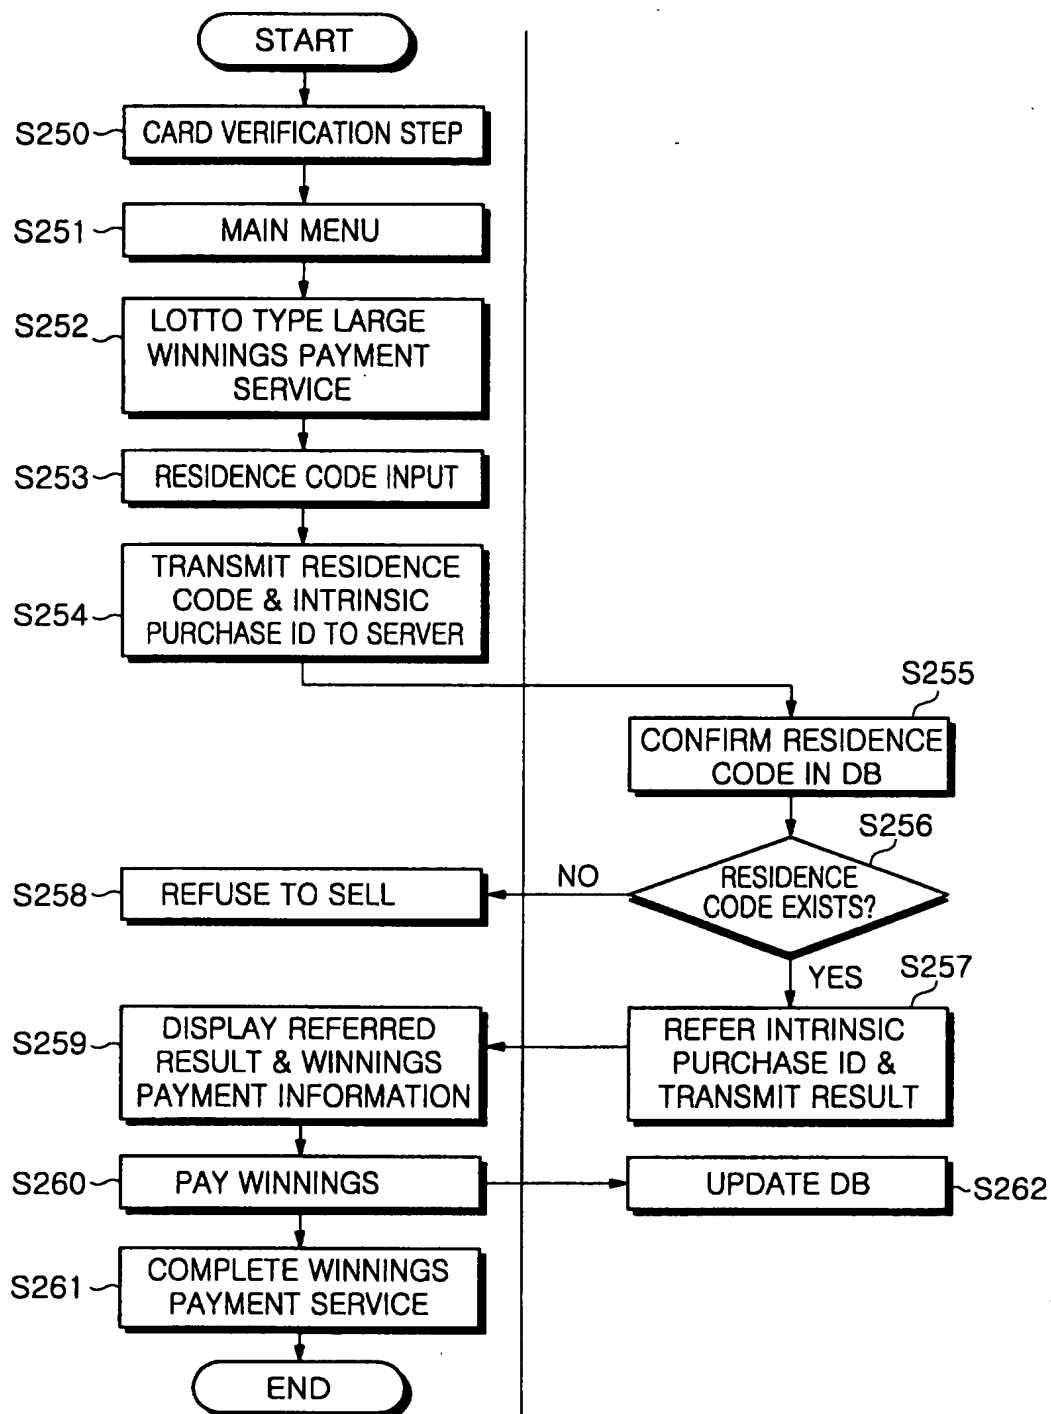 START
S250
CARD VERIFICATION STEP
S251
MAIN MENU
S252
LOTTO TYPE LARGE
WINNINGS PAYMENT
SERVICE
S253
RESIDENCE CODE INPUT
S254
TRANSMIT RESIDENCE
CODE & INTRINSIC
PURCHASE ID TO SERVER
S255
CONFIRM RESIDENCE
CODE IN DB
S256
RESIDENCE
CODE EXISTS?
NO
S258
REFUSE TO SELL
YES
S257
REFER INTRINSIC
PURCHASE ID &
TRANSMIT RESULT
S259
DISPLAY REFERRED
RESULT & WINNINGS
PAYMENT INFORMATION
S260
PAY WINNINGS
UPDATE DB
S262
S261
COMPLETE WINNINGS
PAYMENT SERVICE
END